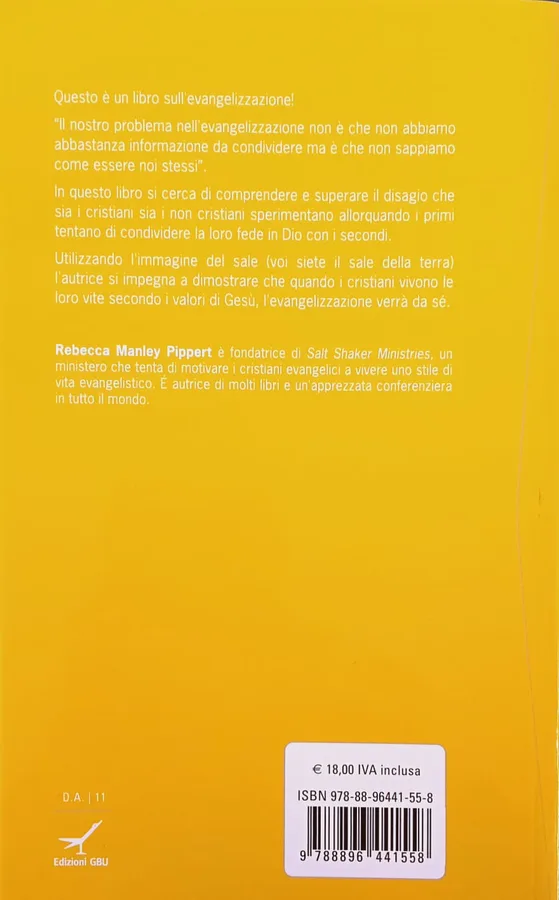 Questo è un libro sull'evangelizzazione!
"Il nostro problema nell'evangelizzazione non è che non abbiamo
abbastanza informazione da condividere ma è che non sappiamo
come essere noi stessi".
In questo libro si cerca di comprendere e superare il disagio che
sia i cristiani sia i non cristiani sperimentano allorquando i primi
tentano di condividere la loro fede in Dio con i secondi.
Utilizzando l'immagine del sale (voi siete il sale della terra)
l'autrice si impegna a dimostrare che quando i cristiani vivono le
loro vite secondo i valori di Gesù, l'evangelizzazione verrà da sé.
Rebecca Manley Pippert è fondatrice di Salt Shaker Ministries, un
ministero che tenta di motivare i cristiani evangelici a vivere uno stile di
vita evangelistico. È autrice di molti libri e un'apprezzata conferenziera
in tutto il mondo.
€ 18,00 IVA inclusa
ISBN 978-88-96441-55-8
9 788896 441558
D.A. | 11
Edizioni GBU